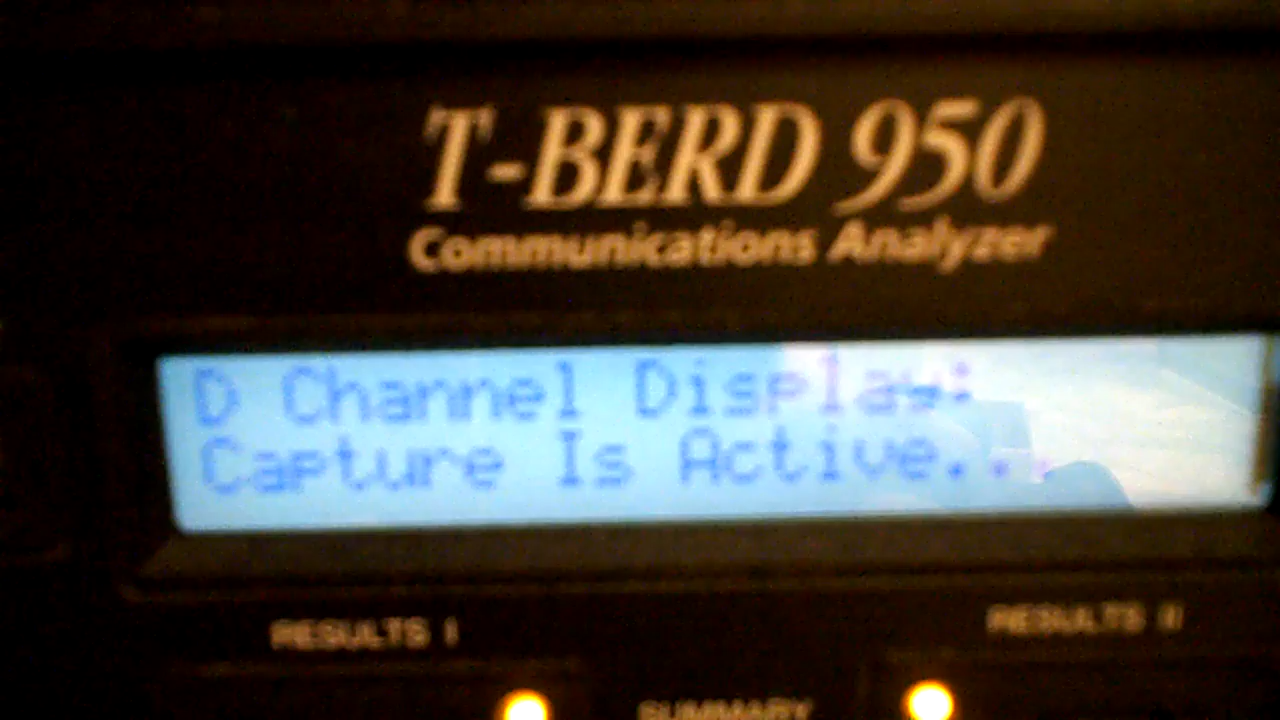 T-BERD 950
Communications Analyzer
D Channel Display:
Capture Is Active...
RESULTS I
RESULTS II
SUMMARY